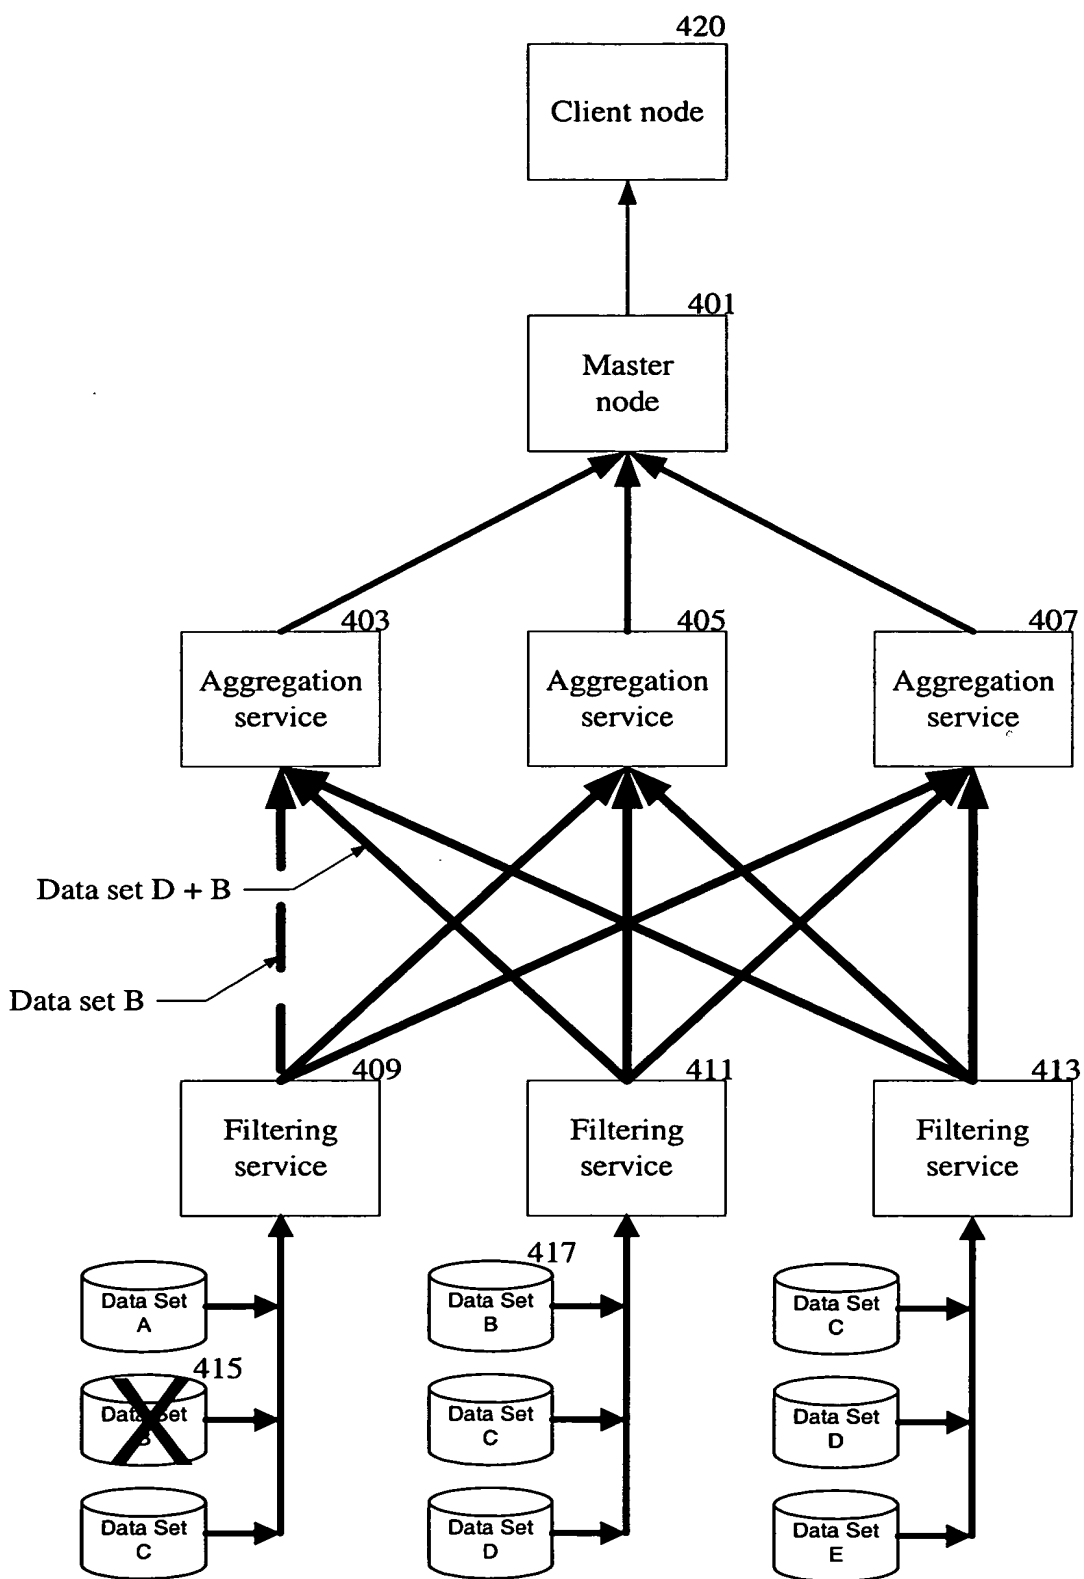 420
Client node
401
Master
node
403
405
407
Aggregation
service
Aggregation
service
Aggregation
service
Data set D + B
Data set B
409
411
413
Filtering
service
Filtering
service
Filtering
service
417
Data Set
A
Data Set
B
Data Set
C
415
Data Set
B
Data Set
C
Data Set
D
Data Set
C
Data Set
D
Data Set
E